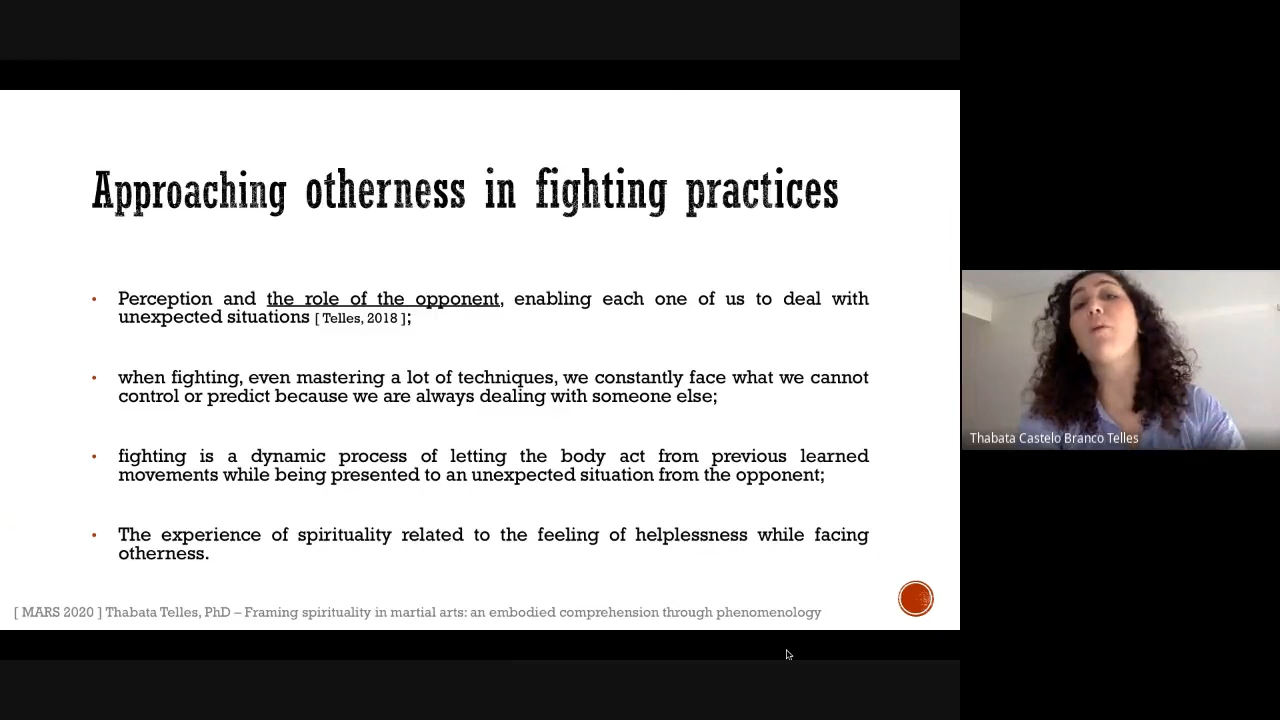 Approaching otherness in fighting practices
• Perception and the role of the opponent, enabling each one of us to deal with
unexpected situations [ Telles, 2018 ];
• when fighting, even mastering a lot of techniques, we constantly face what we cannot
control or predict because we are always dealing with someone else;
• fighting is a dynamic process of letting the body act from previous learned
movements while being presented to an unexpected situation from the opponent;
• The experience of spirituality related to the feeling of helplessness while facing
otherness.
[ MARS 2020 ] Thabata Telles, PhD – Framing spirituality in martial arts: an embodied comprehension through phenomenology
Thabata Castelo Branco Telles